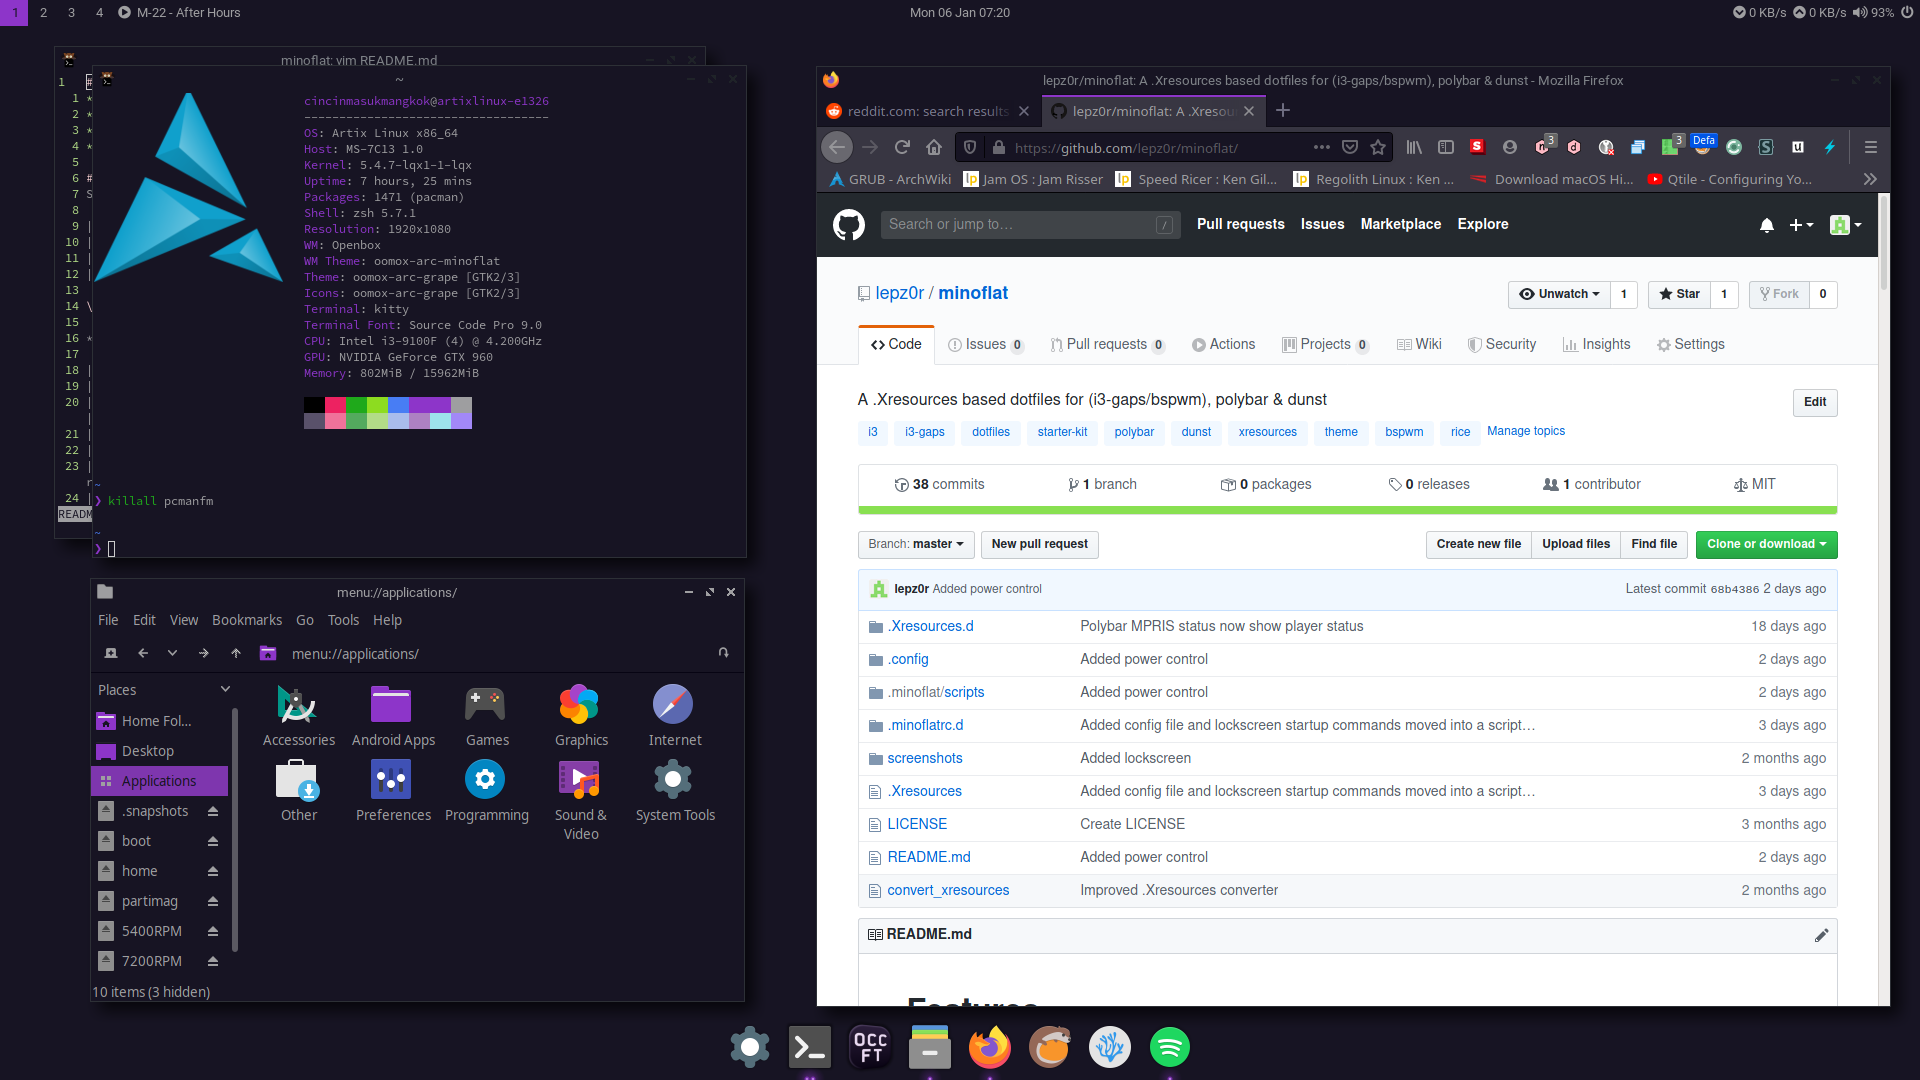 1 2 3 4 M-22 - After Hours
Mon 06 Jan 07:20
0 KB/s 0 KB/s 93%
minoflat: vim README.md
1 #
1 *
2 *
3 *
4 *
5
6 #
7 S
8
9 |
10 |
11 |
12 |
13
14 \
15
16 *
17
18 |
19 |
20 |
21 |
22 |
23 |
r
24 |
READM
~
cincinmasukmangkok@artixlinux-e1326
-----------------------------------
OS: Artix Linux x86_64
Host: MS-7C13 1.0
Kernel: 5.4.7-lqx1-1-lqx
Uptime: 7 hours, 25 mins
Packages: 1471 (pacman)
Shell: zsh 5.7.1
Resolution: 1920x1080
WM: Openbox
WM Theme: oomox-arc-minoflat
Theme: oomox-arc-grape [GTK2/3]
Icons: oomox-arc-grape [GTK2/3]
Terminal: kitty
Terminal Font: Source Code Pro 9.0
CPU: Intel i3-9100F (4) @ 4.200GHz
GPU: NVIDIA GeForce GTX 960
Memory: 802MiB / 15962MiB
~
❯ killall pcmanfm
~
❯
menu://applications/
File Edit View Bookmarks Go Tools Help
menu://applications/
Places
Home Fol...
Desktop
Applications
.snapshots
boot
home
partimag
5400RPM
7200RPM
Accessories Android Apps Games Graphics Internet
Other Preferences Programming Sound & Video System Tools
10 items (3 hidden)
lepz0r/minoflat: A .Xresources based dotfiles for (i3-gaps/bspwm), polybar & dunst - Mozilla Firefox
reddit.com: search results
lepz0r/minoflat: A .Xresou
https://github.com/lepz0r/minoflat/
3 3 Defa
GRUB - ArchWiki Jam OS : Jam Risser Speed Ricer : Ken Gil... Regolith Linux : Ken ... Download macOS Hi... Qtile - Configuring Yo...
Search or jump to… / Pull requests Issues Marketplace Explore
lepz0r / minoflat
Unwatch 1 Star 1 Fork 0
Code Issues 0 Pull requests 0 Actions Projects 0 Wiki Security Insights Settings
A .Xresources based dotfiles for (i3-gaps/bspwm), polybar & dunst
Edit
i3 i3-gaps dotfiles starter-kit polybar dunst xresources theme bspwm rice Manage topics
38 commits 1 branch 0 packages 0 releases 1 contributor MIT
Branch: master New pull request Create new file Upload files Find file Clone or download
lepz0r Added power control Latest commit 68b4386 2 days ago
.Xresources.d Polybar MPRIS status now show player status 18 days ago
.config Added power control 2 days ago
.minoflat/scripts Added power control 2 days ago
.minoflatrc.d Added config file and lockscreen startup commands moved into a script… 3 days ago
screenshots Added lockscreen 2 months ago
.Xresources Added config file and lockscreen startup commands moved into a script… 3 days ago
LICENSE Create LICENSE 3 months ago
README.md Added power control 2 days ago
convert_xresources Improved .Xresources converter 2 months ago
README.md
Features
OCC
FT